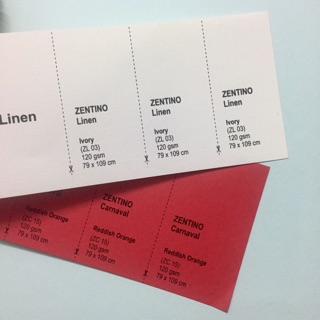 Linen
ZENTINO
Linen
Ivory
(ZL 03)
120 gsm
79 x 109 cm
ZENTINO
Linen
Ivory
(ZL 03)
120 gsm
79 x 109 cm
ZENTINO
Linen
Ivory
(ZL 03)
120 gsm
79 x 109 cm
Reddish Orange
(ZC 15)
120 gsm
79 x 109 cm
ZENTINO
Carnaval
Reddish Orange
(ZC 15)
120 gsm
79 x 109 cm
ZENTINO
Carnaval
Reddish Orange
(ZC 15)
120 gsm
79 x 109 cm